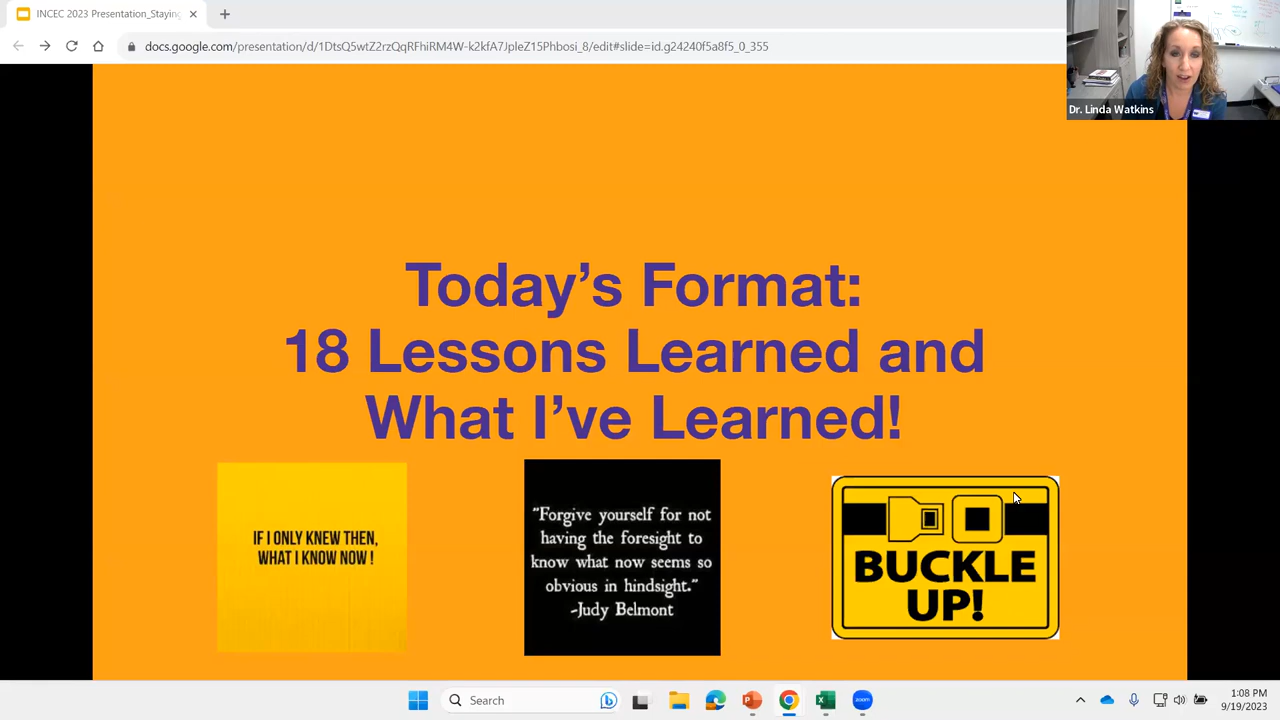 INCEC 2023 Presentation_Staying
docs.google.com/presentation/d/1DtsQ5wtZ2rzQqRFhiRM4W-k2kfA7JpleZ15Phbosi_8/edit#slide=id.g24240f5a8f5_0_355
Dr. Linda Watkins
Today’s Format:
18 Lessons Learned and
What I’ve Learned!
IF I ONLY KNEW THEN,
WHAT I KNOW NOW !
"Forgive yourself for not
having the foresight to
know what now seems so
obvious in hindsight."
-Judy Belmont
BUCKLE
UP!
Search
zoom
1:08 PM
9/19/2023